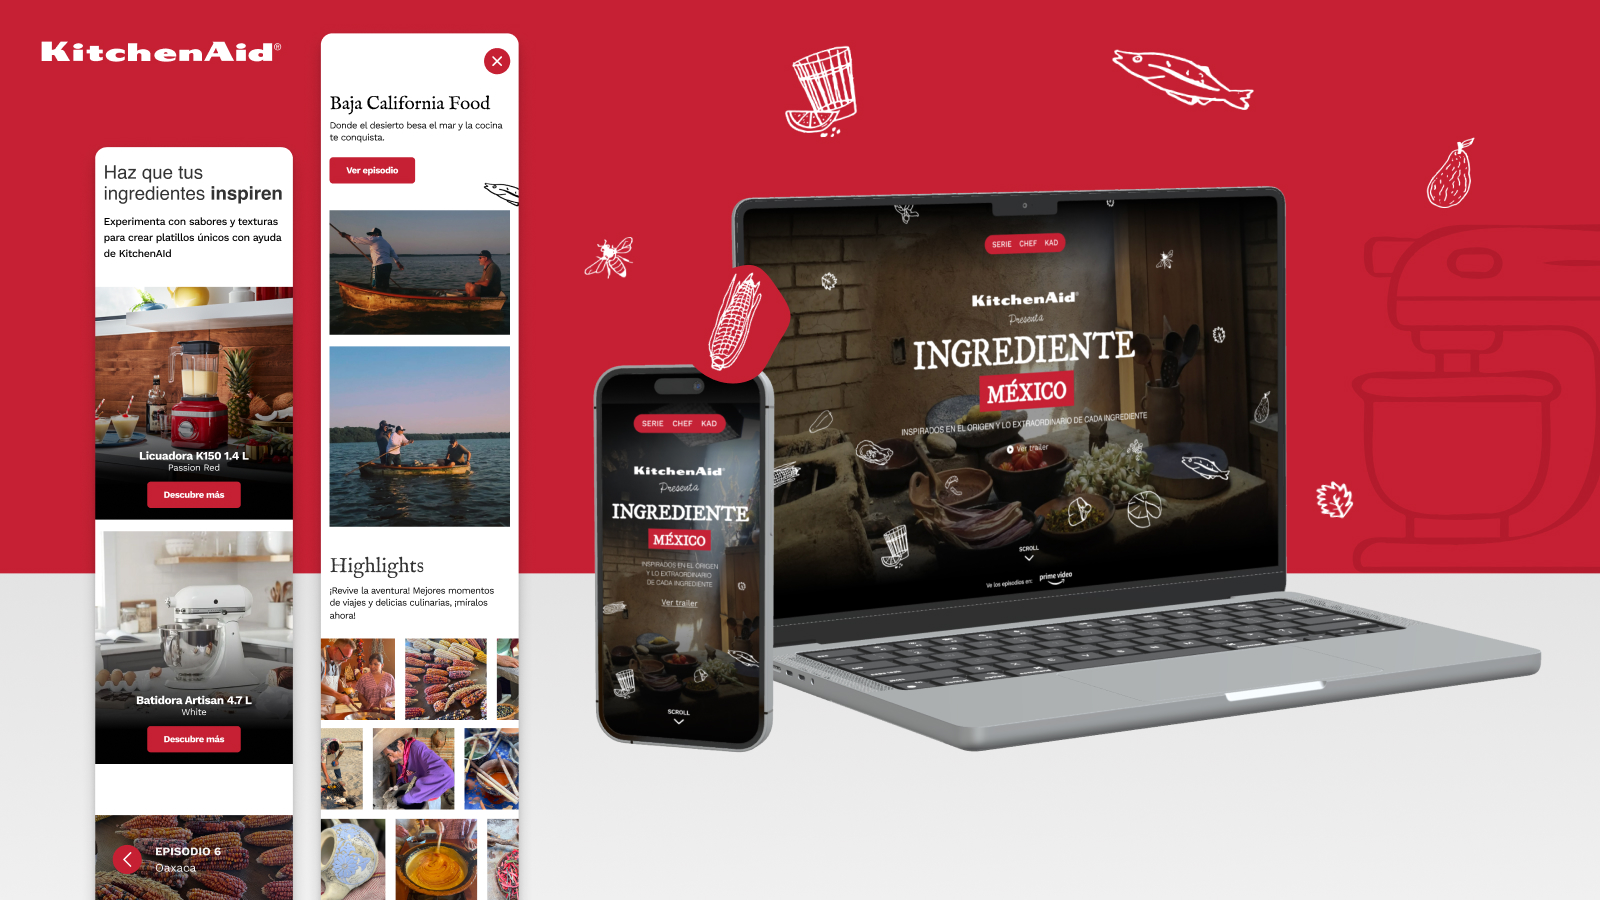 KitchenAid®
Haz que tus
ingredientes inspiren
Experimenta con sabores y texturas
para crear platillos únicos con ayuda
de KitchenAId
Licuadora K150 1.4 L
Passion Red
Descubre más
Batidora Artisan 4.7 L
White
Descubre más
EPISODIO 6
Oaxaca
Baja California Food
Donde el desierto besa el mar y la cocina
te conquista.
Ver episodio
Highlights
¡Revive la aventura! Mejores momentos
de viajes y delicias culinarias, ¡míralos
ahora!
SERIE CHEF KAD
KitchenAid
Presenta
INGREDIENTE
MÉXICO
INSPIRADOS EN EL ORIGEN
Y LO EXTRAORDINARIO
DE CADA INGREDIENTE
Ver trailer
SCROLL
SERIE CHEF KAD
KitchenAid
Presenta
INGREDIENTE
MÉXICO
INSPIRADOS EN EL ORIGEN Y LO EXTRAORDINARIO DE CADA INGREDIENTE
Ver trailer
SCROLL
Ve los episodios en: prime video